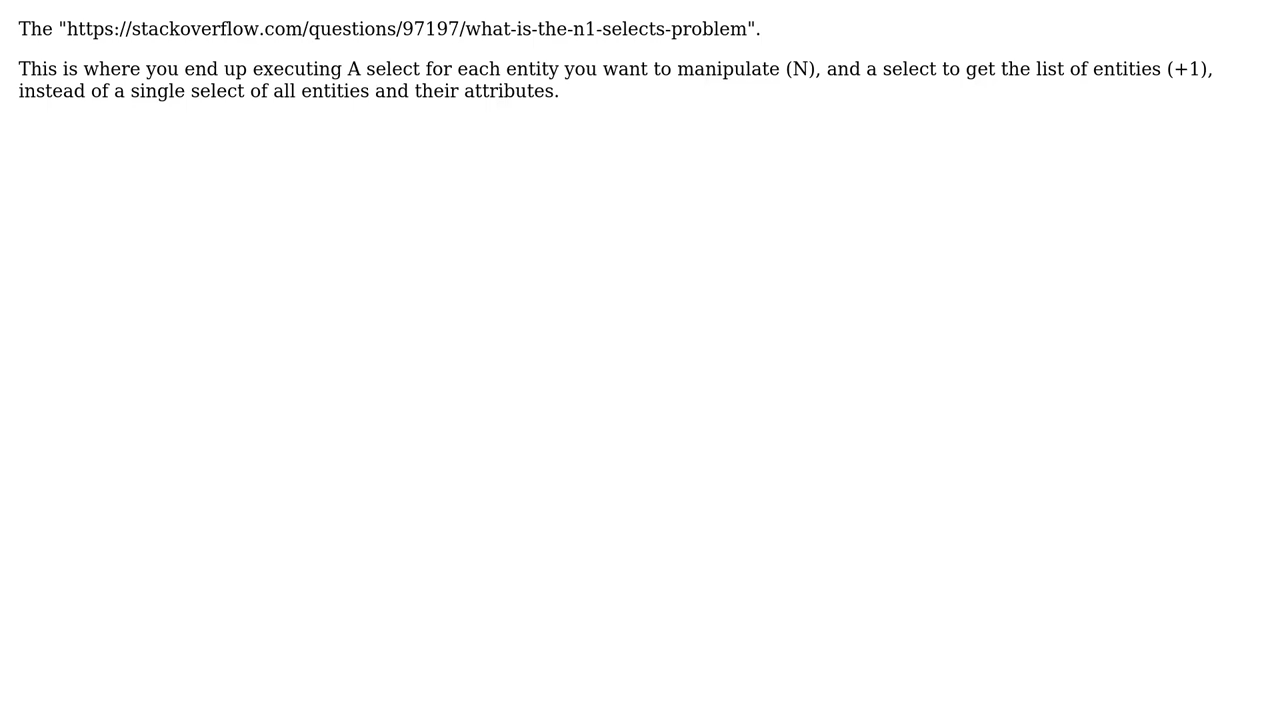 The "https://stackoverflow.com/questions/97197/what-is-the-n1-selects-problem".
This is where you end up executing A select for each entity you want to manipulate (N), and a select to get the list of entities (+1),
instead of a single select of all entities and their attributes.